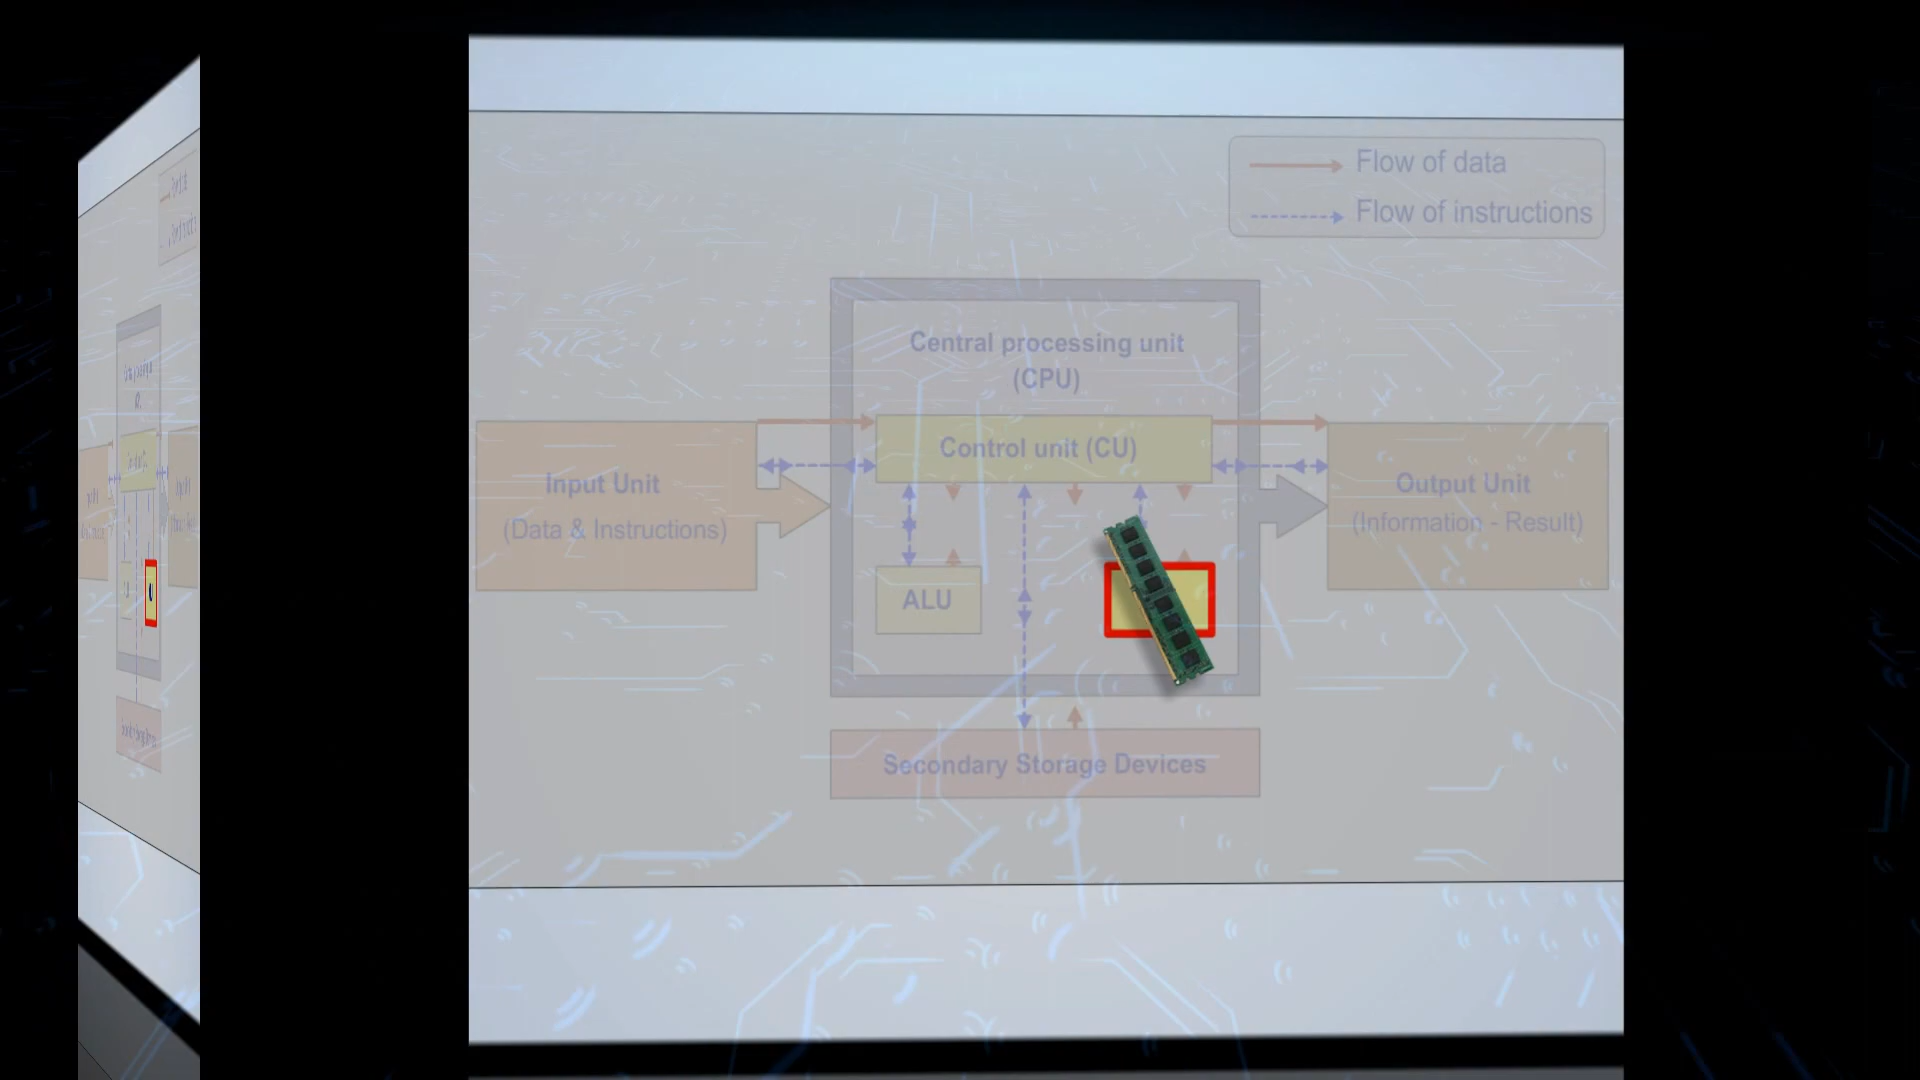 Flow of data
Flow of instructions
Central processing unit
(CPU)
Control unit (CU)
Input Unit
(Data & Instructions)
Output Unit
(Information - Result)
ALU
Secondary Storage Devices